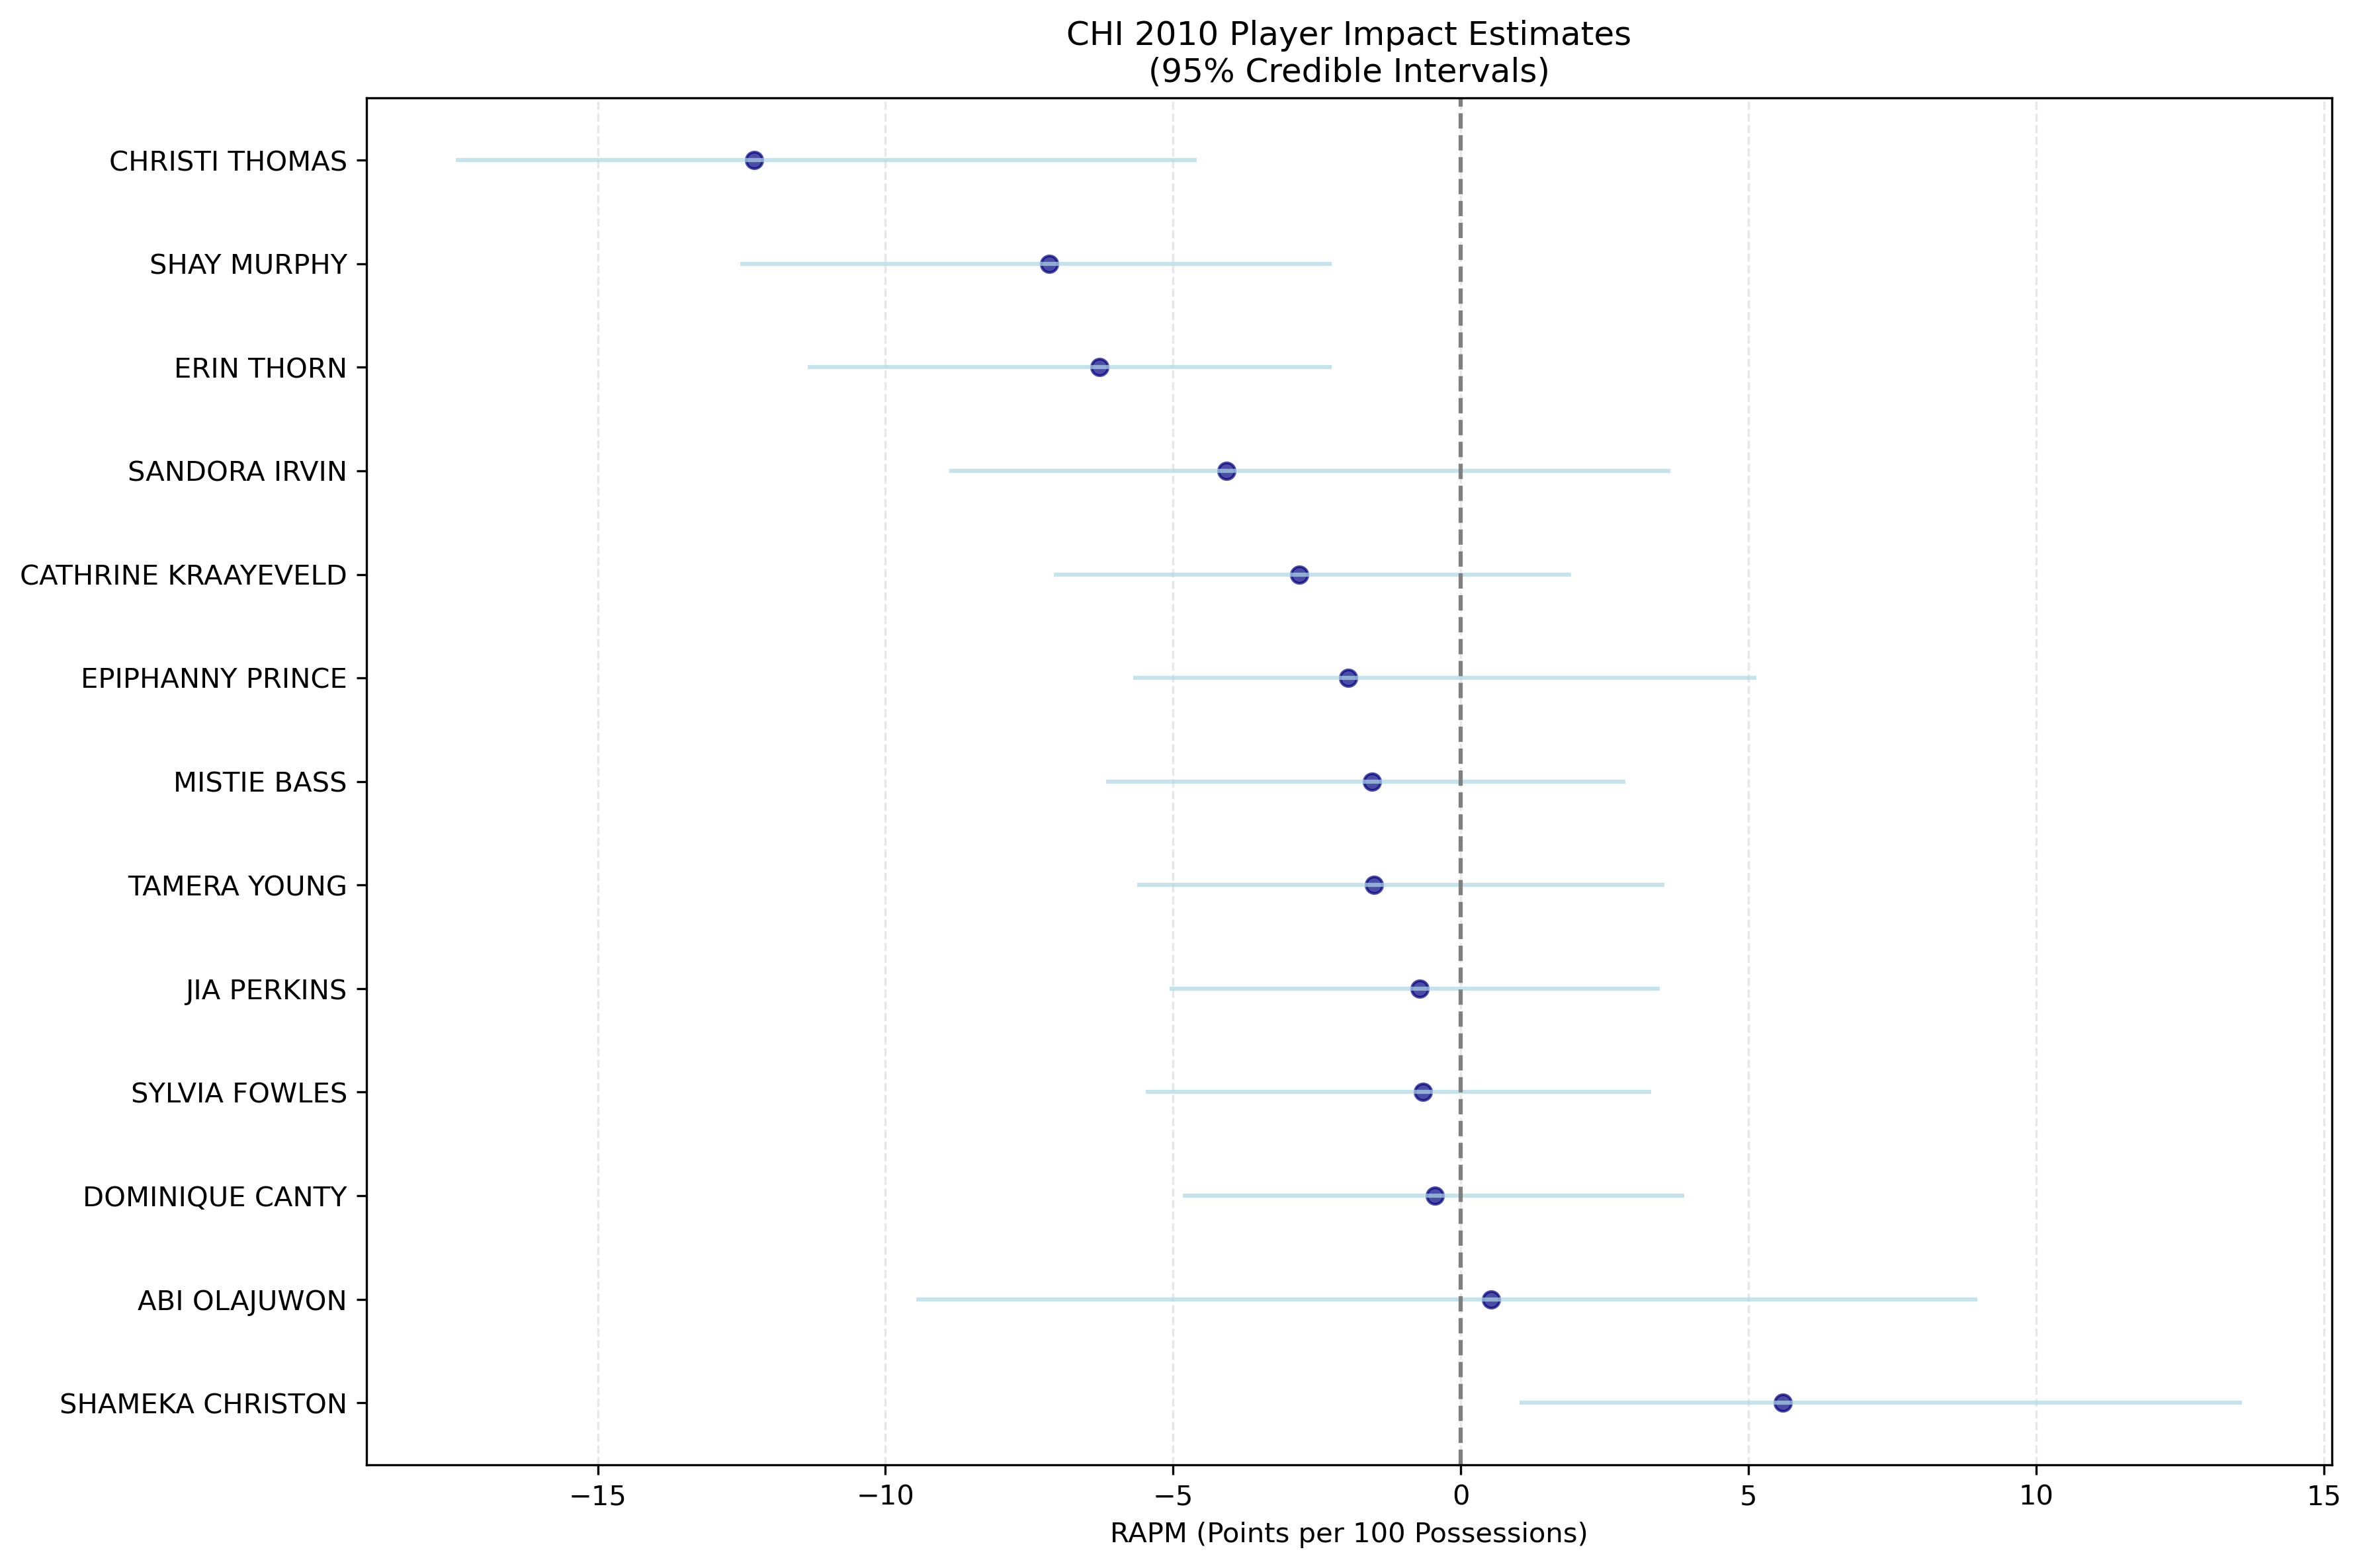 CHI 2010 Player Impact Estimates
(95% Credible Intervals)
CHRISTI THOMAS
SHAY MURPHY
ERIN THORN
SANDORA IRVIN
CATHRINE KRAAYEVELD
EPIPHANNY PRINCE
MISTIE BASS
TAMERA YOUNG
JIA PERKINS
SYLVIA FOWLES
DOMINIQUE CANTY
ABI OLAJUWON
SHAMEKA CHRISTON
−15 −10 −5 0 5 10 15
RAPM (Points per 100 Possessions)